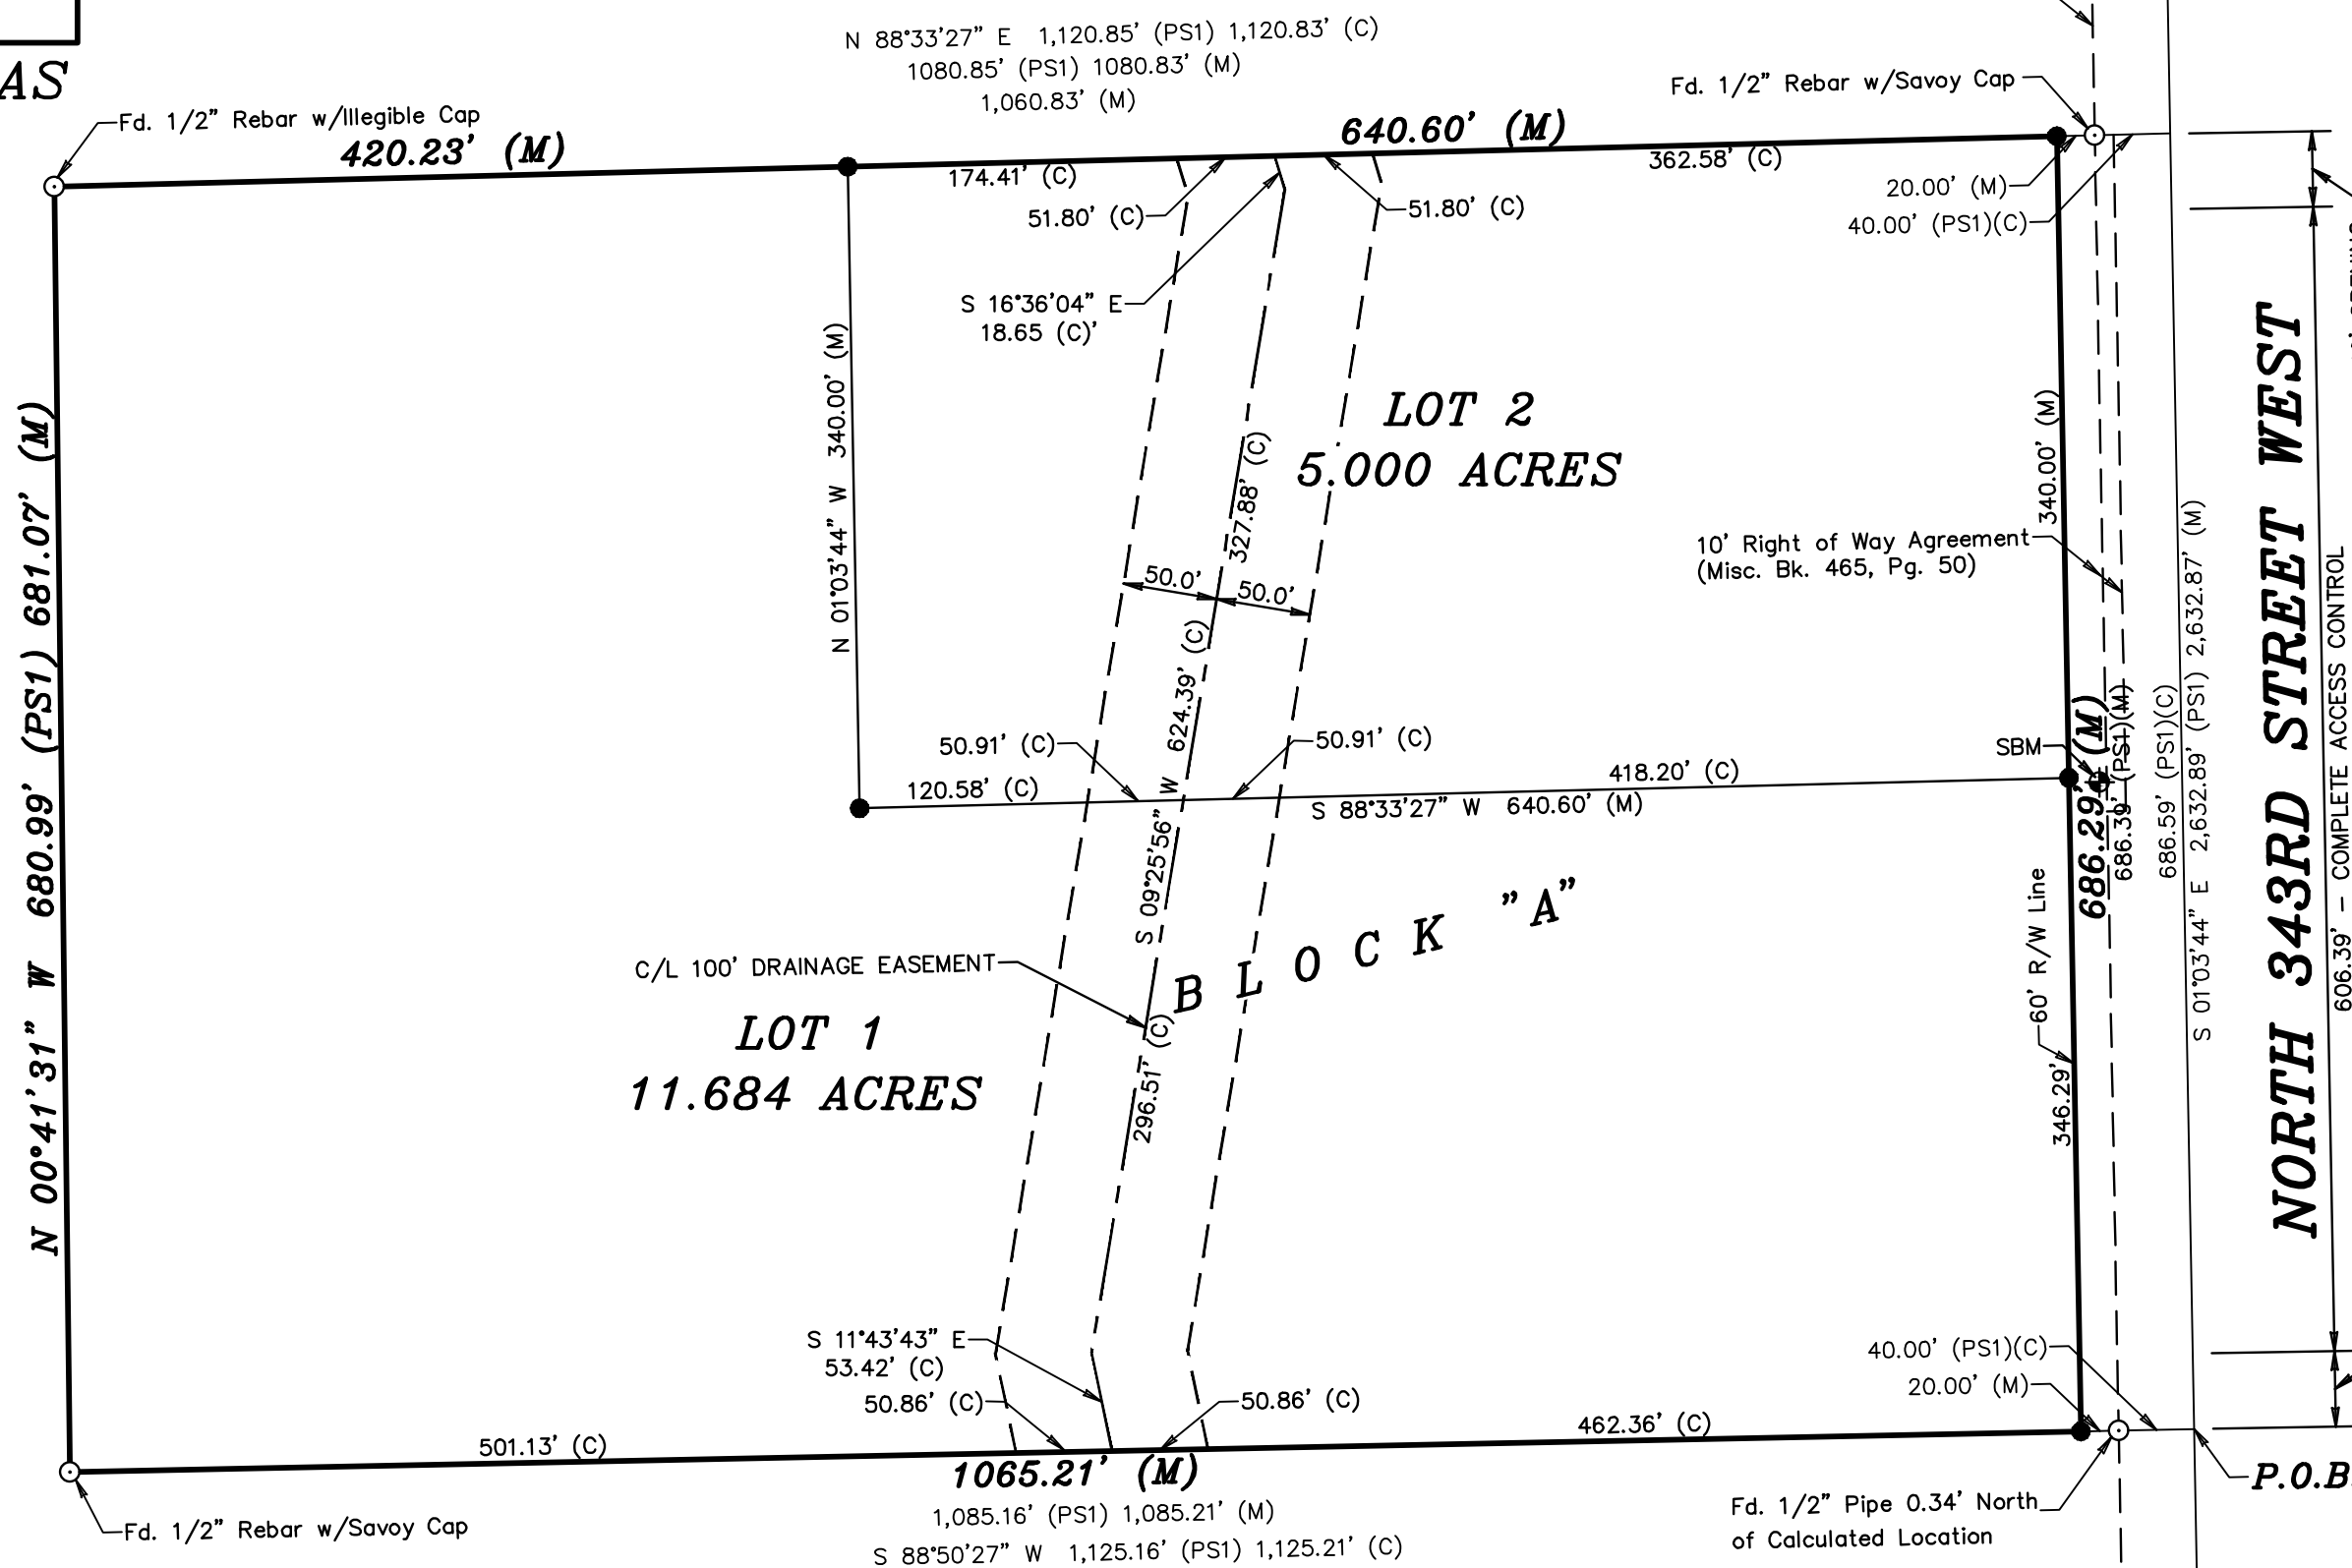 AS
N 88°33'27" E 1,120.85' (PS1) 1,120.83' (C)
1080.85' (PS1) 1080.83' (M)
1,060.83' (M)
Fd. 1/2" Rebar w/Illegible Cap
Fd. 1/2" Rebar w/Savoy Cap
420.23' (M)
640.60' (M)
174.41' (C)
362.58' (C)
51.80' (C)
51.80' (C)
20.00' (M)
40.00' (PS1)(C)
S 16°36'04" E
18.65 (C)'
N 01°03'44" W 340.00' (M)
LOT 2
5.000 ACRES
327.88' (C)
340.00' (M)
10' Right of Way Agreement
(Misc. Bk. 465, Pg. 50)
50.0'
50.0'
N 00°41'31" W 680.99' (PS1) 681.07' (M)
S 09°25'56" W 624.39' (C)
50.91' (C)
50.91' (C)
SBM
120.58' (C)
418.20' (C)
S 88°33'27" W 640.60' (M)
686.29' (M)
686.39' (PS1)(M)
686.59' (PS1)(C)
S 01°03'44" E 2,632.89' (PS1) 2,632.87' (M)
NORTH 343RD STREET WEST
606.39' - COMPLETE ACCESS CONTROL
BLOCK "A"
60' R/W Line
346.29'
C/L 100' DRAINAGE EASEMENT
LOT 1
11.684 ACRES
296.51' (C)
S 11°43'43" E
53.42' (C)
50.86' (C)
50.86' (C)
40.00' (PS1)(C)
20.00' (M)
501.13' (C)
462.36' (C)
1065.21' (M)
P.O.B.
1,085.16' (PS1) 1,085.21' (M)
S 88°50'27" W 1,125.16' (PS1) 1,125.21' (C)
Fd. 1/2" Rebar w/Savoy Cap
Fd. 1/2" Pipe 0.34' North
of Calculated Location